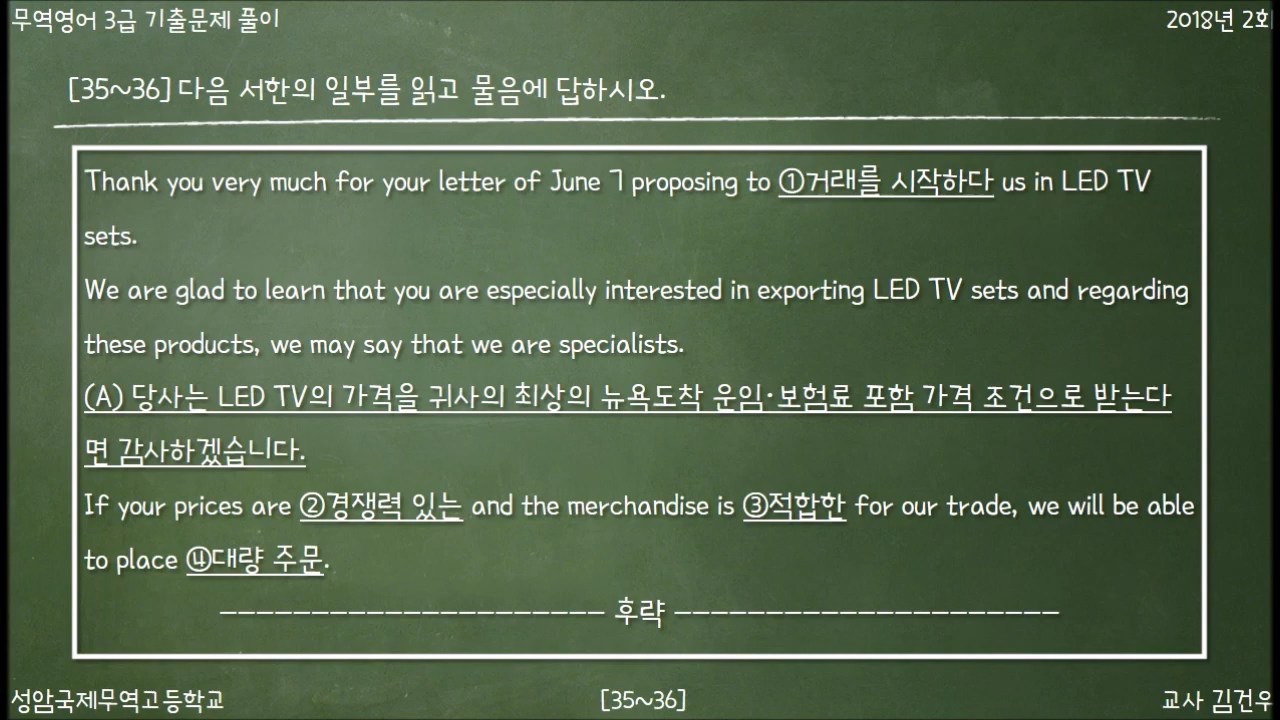 무역영어 3급 기출문제 풀이
2018년 2회
[35~36] 다음 서한의 일부를 읽고 물음에 답하시오.
Thank you very much for your letter of June 7 proposing to ①거래를 시작하다 us in LED TV
sets.
We are glad to learn that you are especially interested in exporting LED TV sets and regarding
these products, we may say that we are specialists.
(A) 당사는 LED TV의 가격을 귀사의 최상의 뉴욕도착 운임·보험료 포함 가격 조건으로 받는다
면 감사하겠습니다.
If your prices are ②경쟁력 있는 and the merchandise is ③적합한 for our trade, we will be able
to place ④대량 주문.
--------------------- 후략 ---------------------
성암국제무역고등학교
[35~36]
교사 김건우